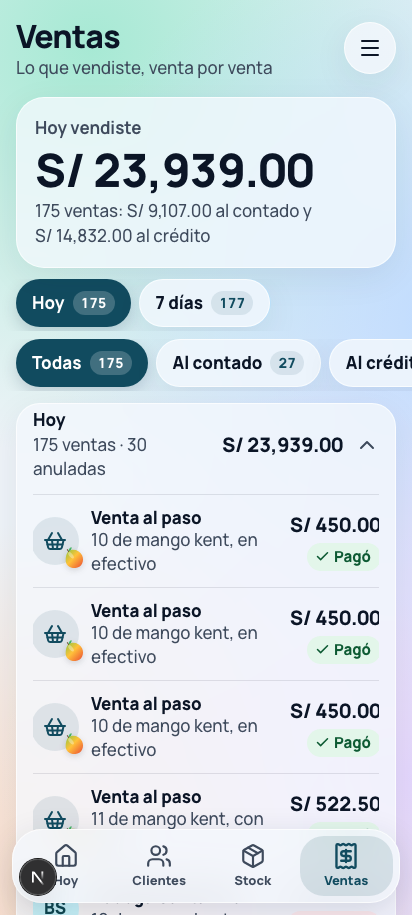 Ventas
Lo que vendiste, venta por venta
Hoy vendiste
S/ 23,939.00
175 ventas: S/ 9,107.00 al contado y
S/ 14,832.00 al crédito
Hoy 175 7 días 177
Todas 175 Al contado 27 Al crédit
Hoy
175 ventas · 30
anuladas
S/ 23,939.00
Venta al paso
10 de mango kent, en
efectivo
S/ 450.00
Pagó
Venta al paso
10 de mango kent, en
efectivo
S/ 450.00
Pagó
Venta al paso
10 de mango kent, en
efectivo
S/ 450.00
Pagó
Venta al paso
11 de mango kent, con
S/ 522.50
BS
N
Hoy Clientes Stock Ventas